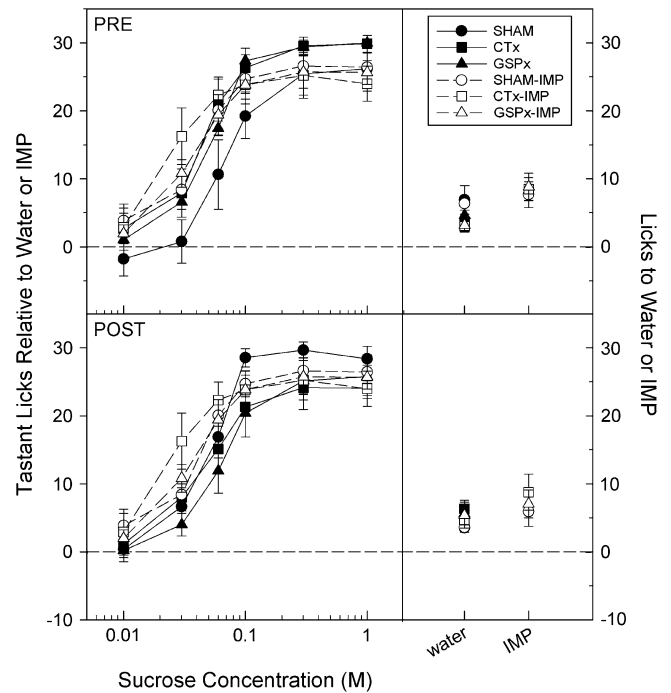 PRE
SHAM
CTx
GSPx
SHAM-IMP
CTx-IMP
GSPx-IMP
30
20
10
0
30
20
10
0
POST
30
20
10
0
-10
30
20
10
0
-10
0.01
0.1
1
water
IMP
Sucrose Concentration (M)
Tastant Licks Relative to Water or IMP
Licks to Water or IMP